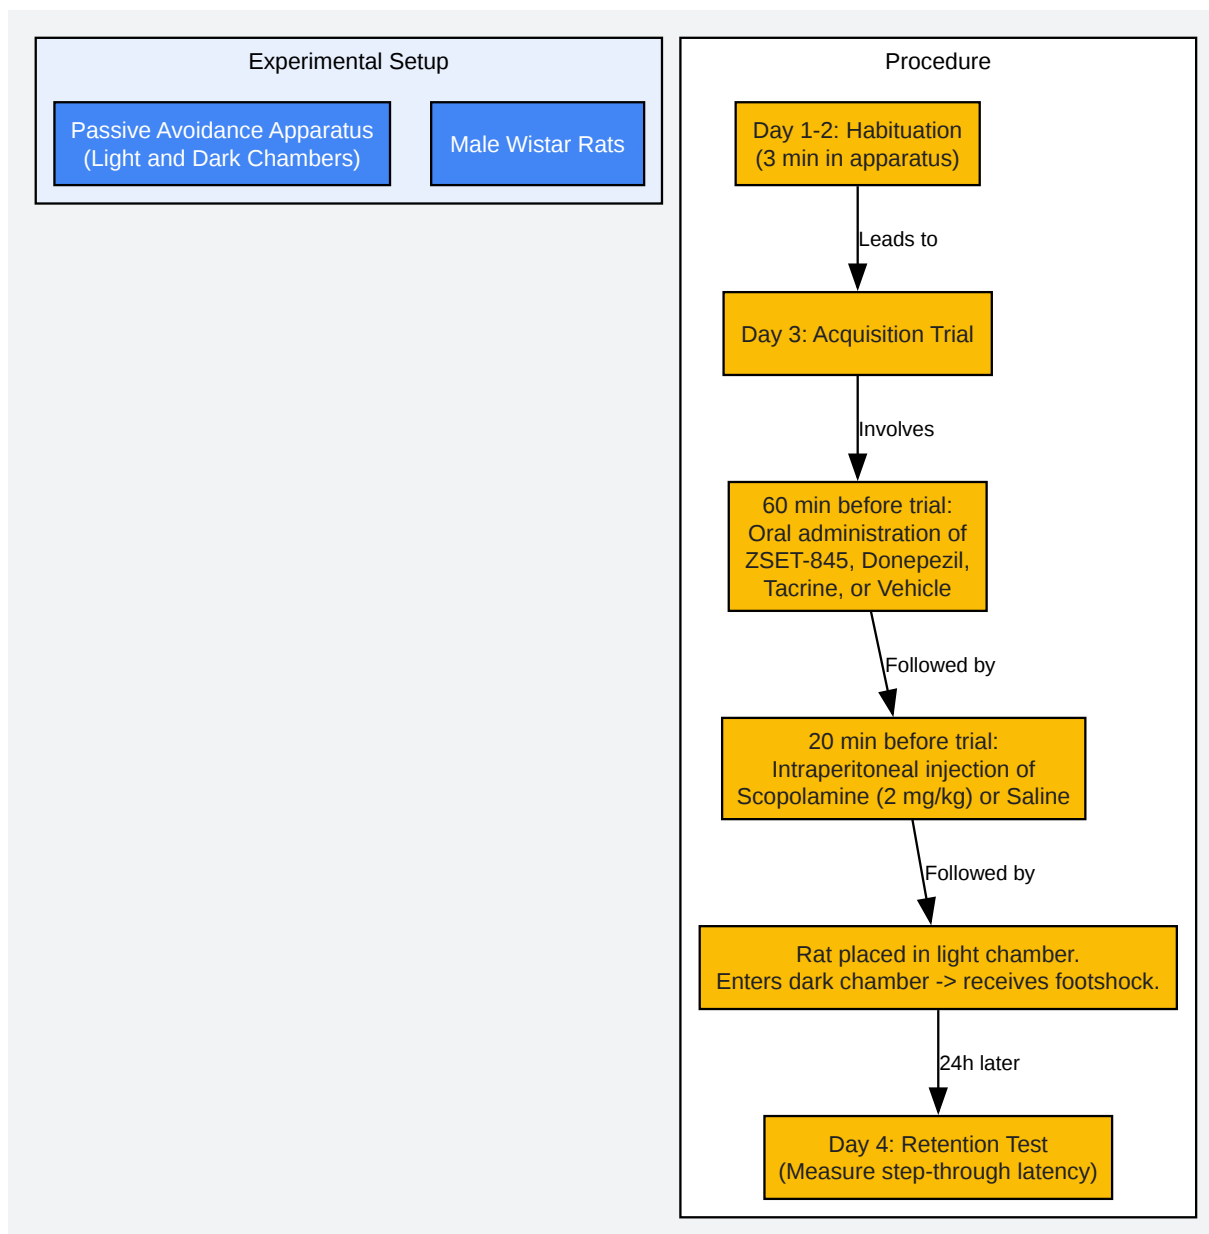 Experimental Setup
Passive Avoidance Apparatus
(Light and Dark Chambers)
Male Wistar Rats
Procedure
Day 1-2: Habituation
(3 min in apparatus)
Leads to
Day 3: Acquisition Trial
Involves
60 min before trial:
Oral administration of
ZSET-845, Donepezil,
Tacrine, or Vehicle
Followed by
20 min before trial:
Intraperitoneal injection of
Scopolamine (2 mg/kg) or Saline
Followed by
Rat placed in light chamber.
Enters dark chamber -> receives footshock.
24h later
Day 4: Retention Test
(Measure step-through latency)